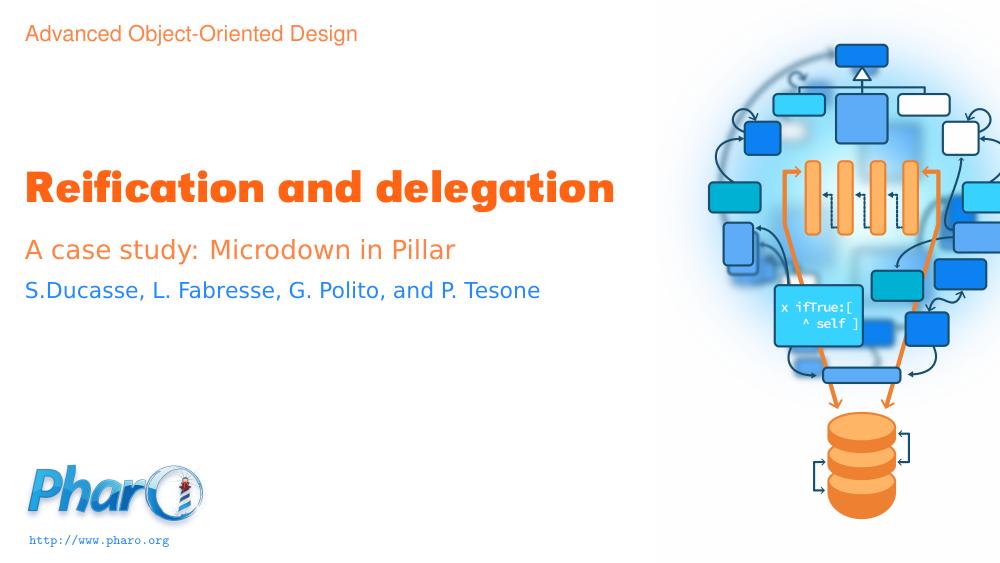 Advanced Object-Oriented Design
Reification and delegation
A case study: Microdown in Pillar
S.Ducasse, L. Fabresse, G. Polito, and P. Tesone
x ifTrue:[
^ self ]
Pharo
http://www.pharo.org